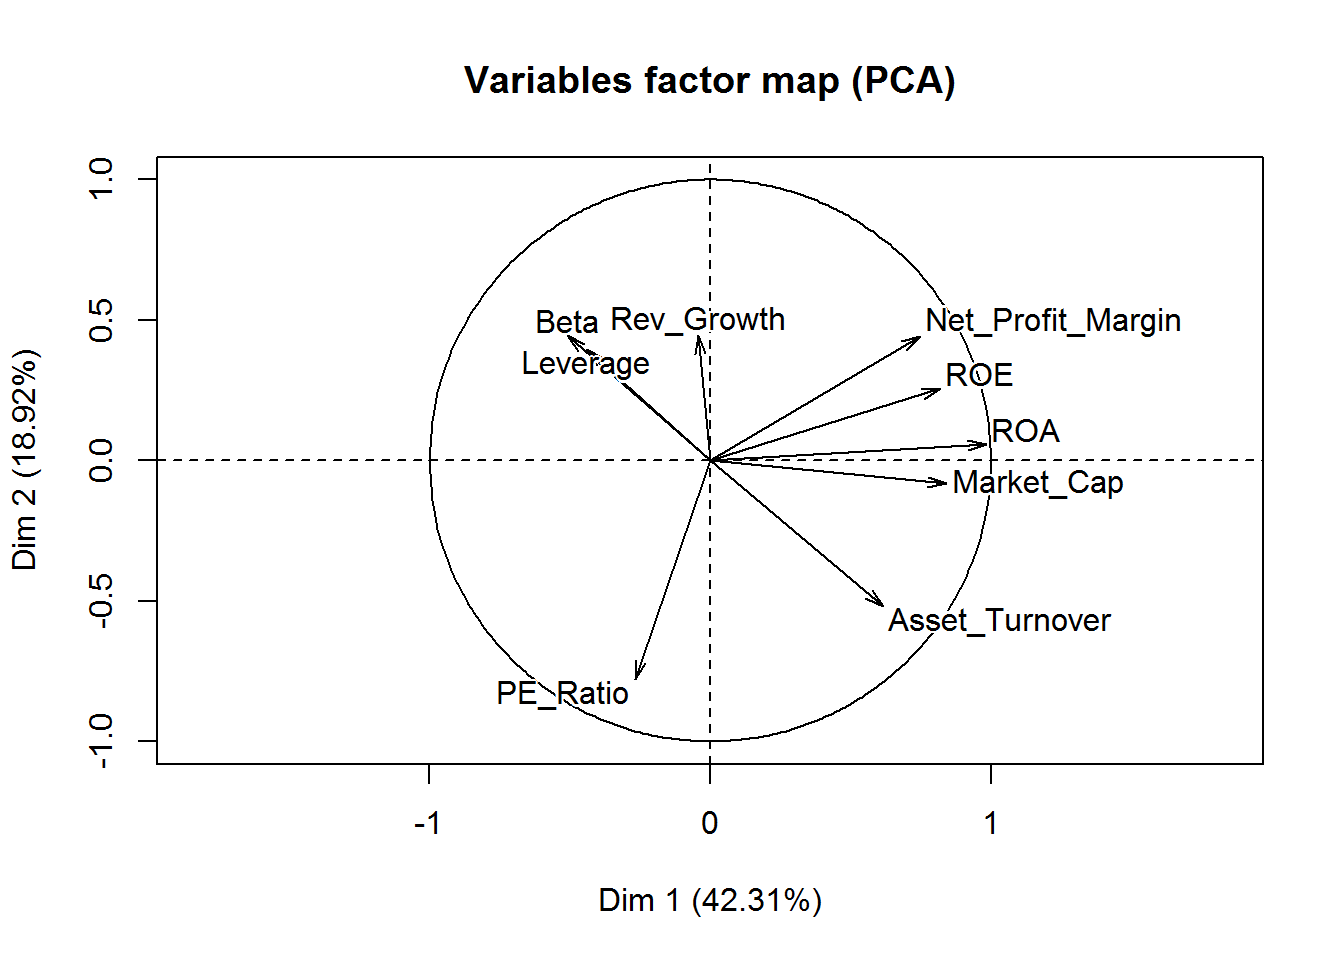 Variables factor map (PCA)
1.0
0.5
0.0
-0.5
-1.0
Dim 2 (18.92%)
Beta
Rev_Growth
Net_Profit_Margin
Leverage
ROE
ROA
Market_Cap
Asset_Turnover
PE_Ratio
-1
0
1
Dim 1 (42.31%)